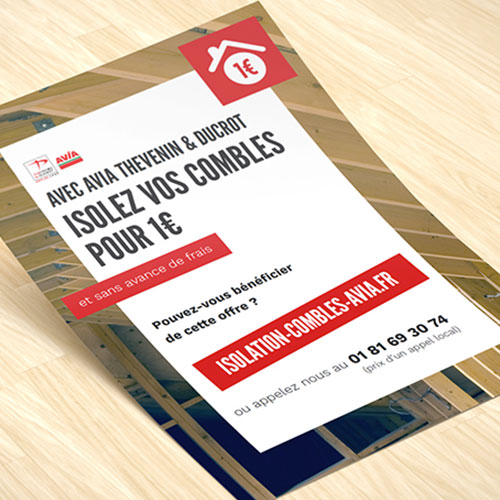 1€
AVIA
AVEC AVIA THEVENIN & DUCROT
ISOLEZ VOS COMBLES
POUR 1€
et sans avance de frais
Pouvez-vous bénéficier
de cette offre ?
ISOLATION-COMBLES-AVIA.FR
ou appelez nous au 01 81 69 30 74
(prix d'un appel local)